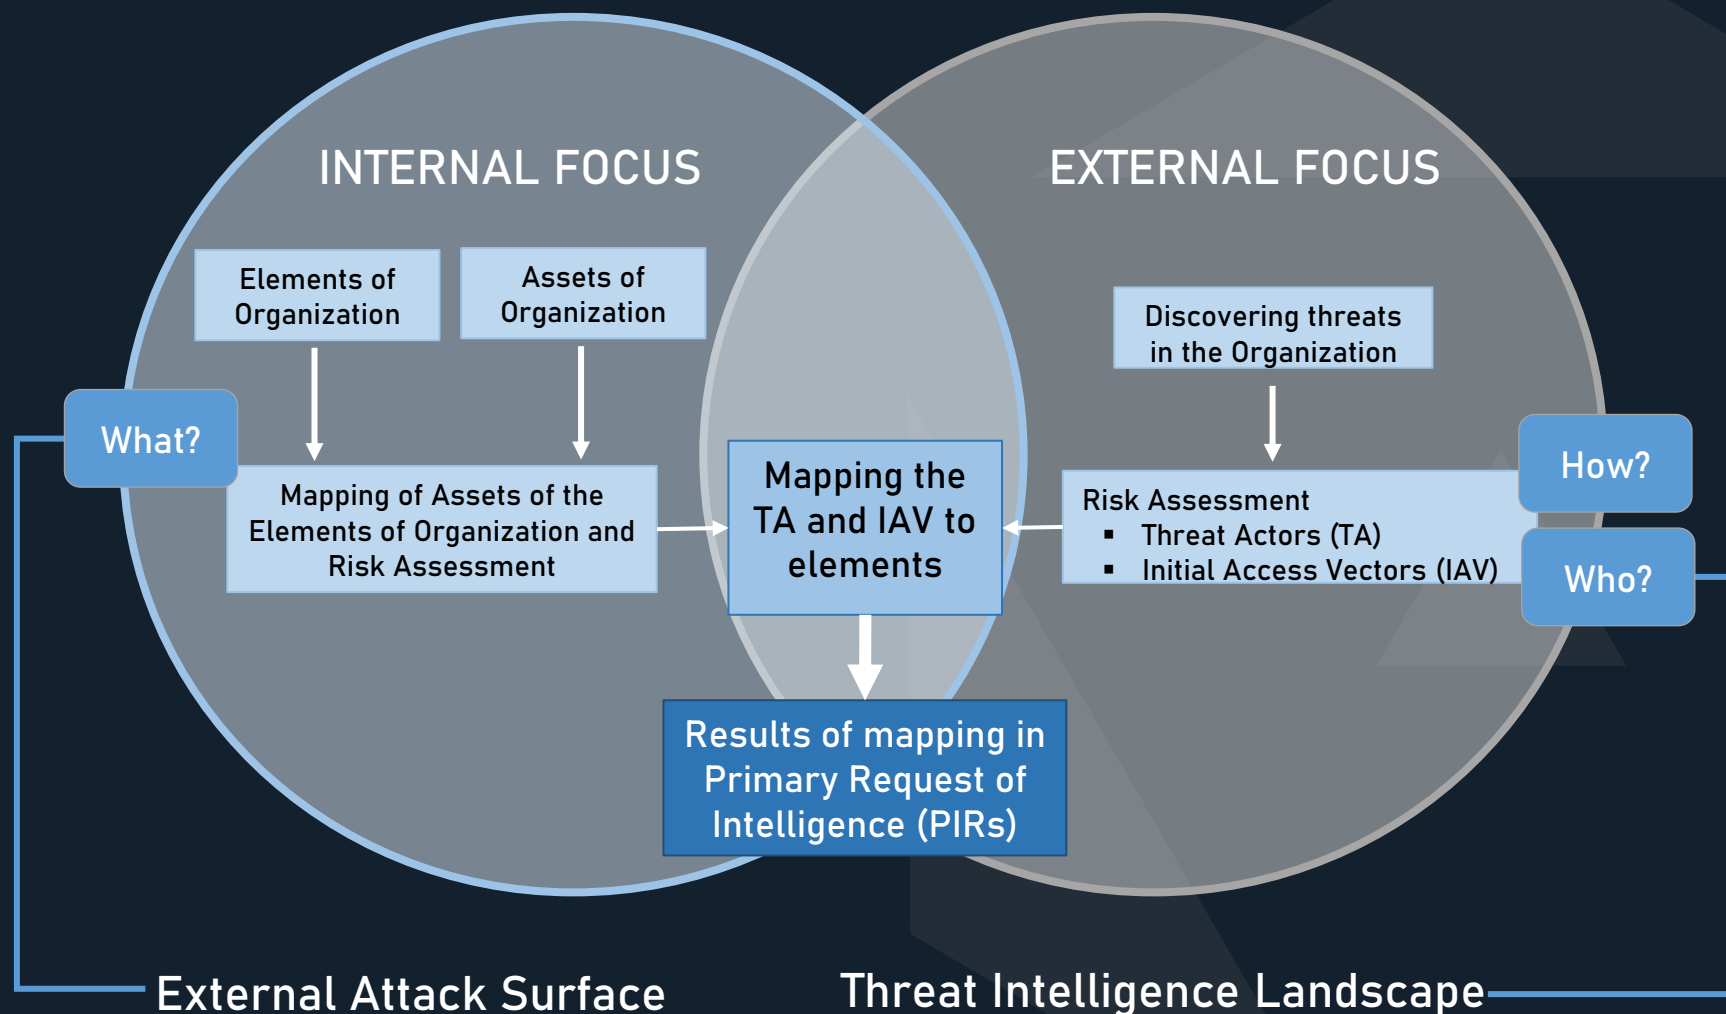 INTERNAL FOCUS
EXTERNAL FOCUS
Elements of
Organization
Assets of
Organization
Discovering threats
in the Organization
What?
Mapping of Assets of the
Elements of Organization and
Risk Assessment
Mapping the
TA and IAV to
elements
Risk Assessment
▪ Threat Actors (TA)
▪ Initial Access Vectors (IAV)
How?
Who?
Results of mapping in
Primary Request of
Intelligence (PIRs)
External Attack Surface
Threat Intelligence Landscape